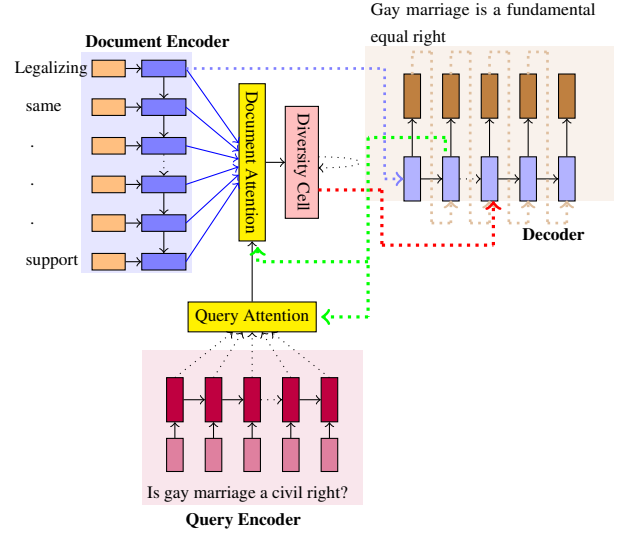 Gay marriage is a fundamental
equal right
Document Encoder
Legalizing
same
.
.
.
support
Document Attention
Diversity Cell
Decoder
Query Attention
Is gay marriage a civil right?
Query Encoder